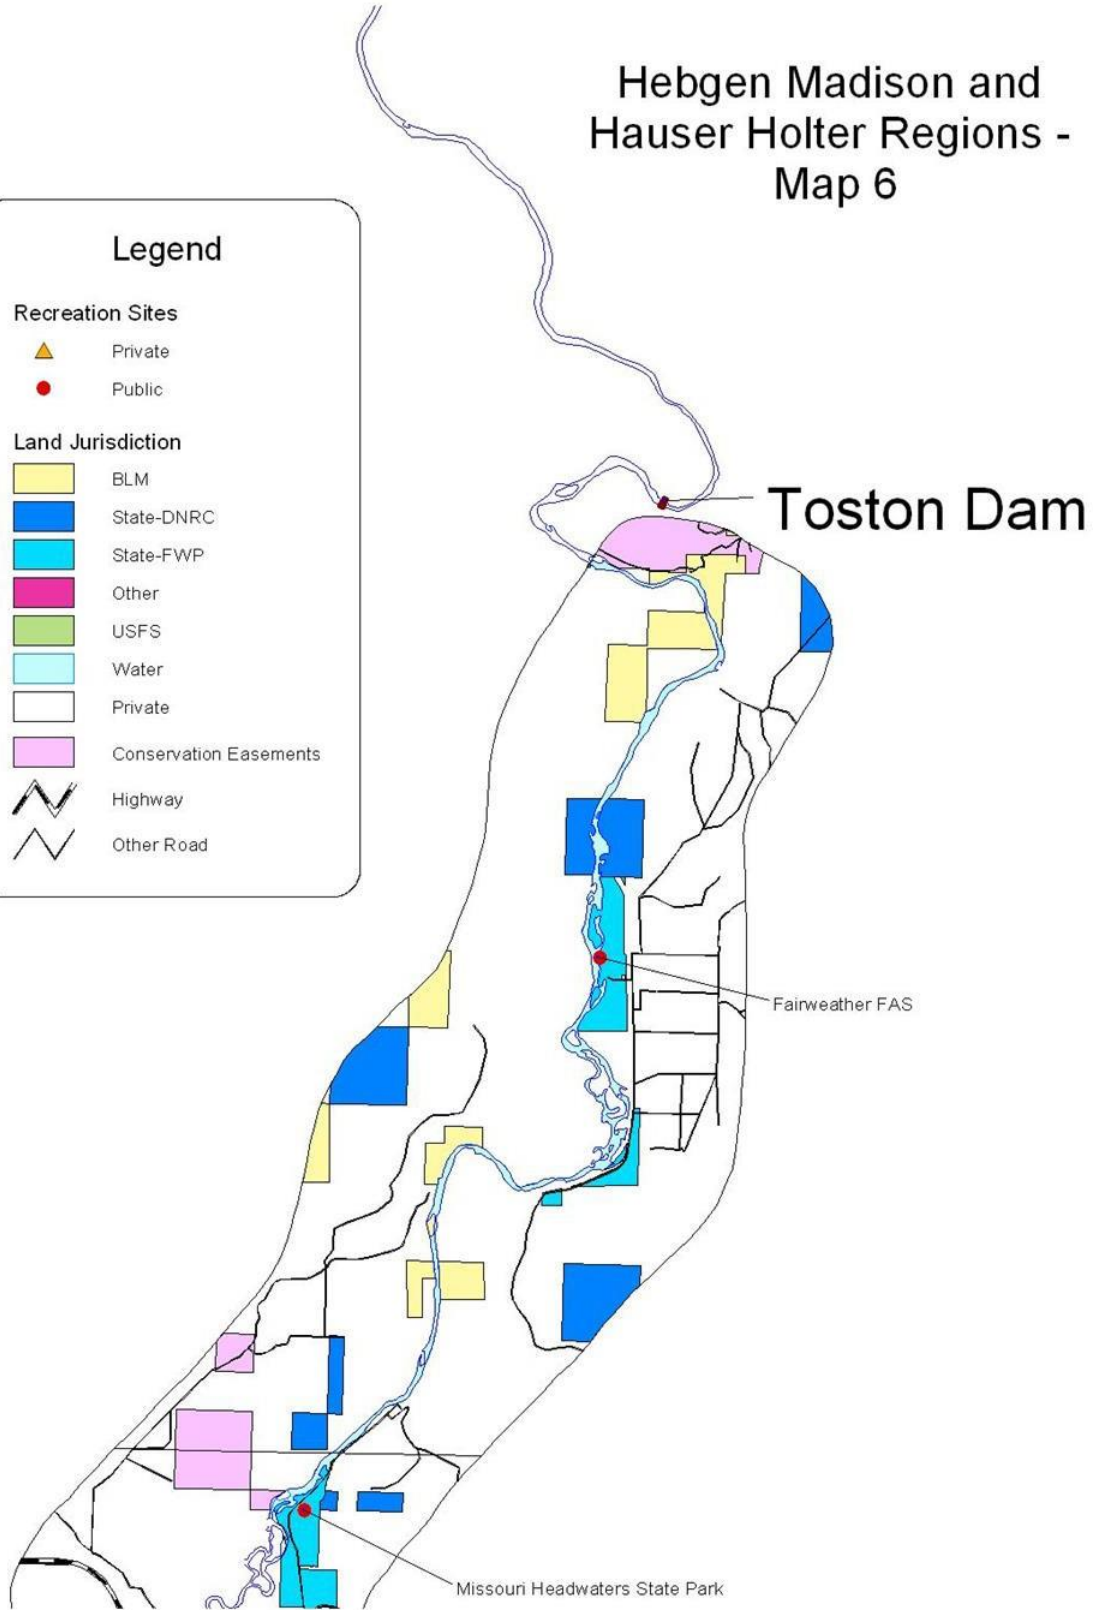 Hebgen Madison and
Hauser Holter Regions -
Map 6
Legend
Recreation Sites
Private
Public
Land Jurisdiction
BLM
State-DNRC
State-FWP
Other
USFS
Water
Private
Conservation Easements
Highway
Other Road
Toston Dam
Fairweather FAS
Missouri Headwaters State Park